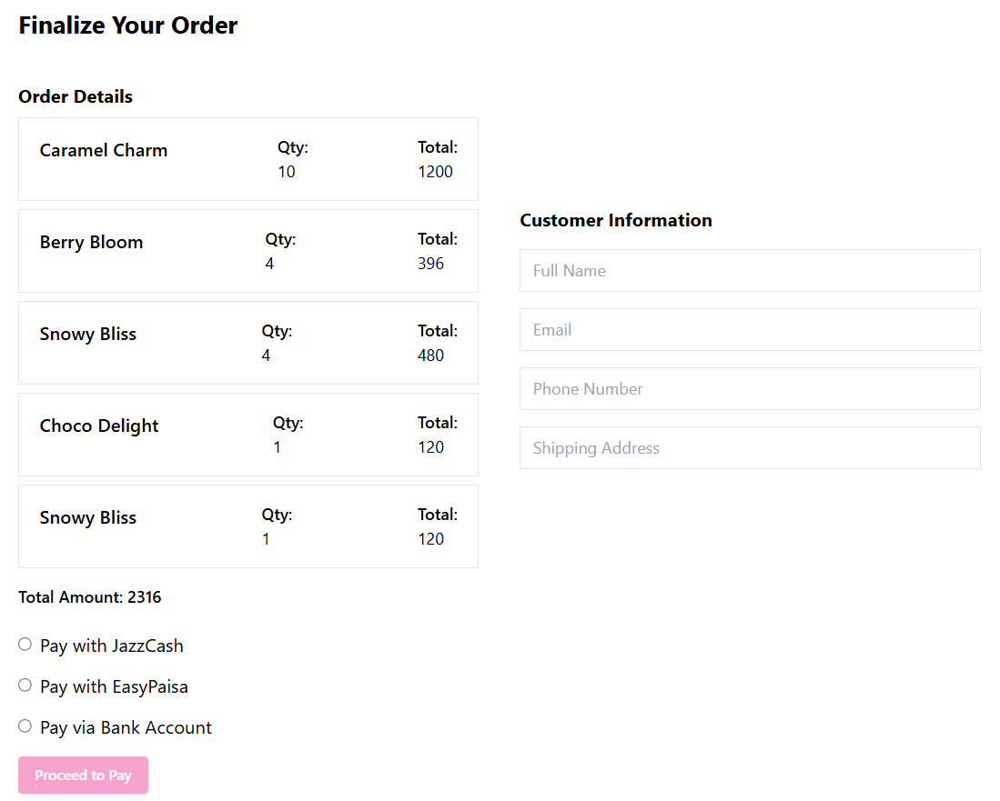 Finalize Your Order
Order Details
Caramel Charm Qty: Total:
10 1200
Berry Bloom Qty: Total:
4 396
Snowy Bliss Qty: Total:
4 480
Choco Delight Qty: Total:
1 120
Snowy Bliss Qty: Total:
1 120
Total Amount: 2316
Pay with JazzCash
Pay with EasyPaisa
Pay via Bank Account
Proceed to Pay
Customer Information
Full Name
Email
Phone Number
Shipping Address